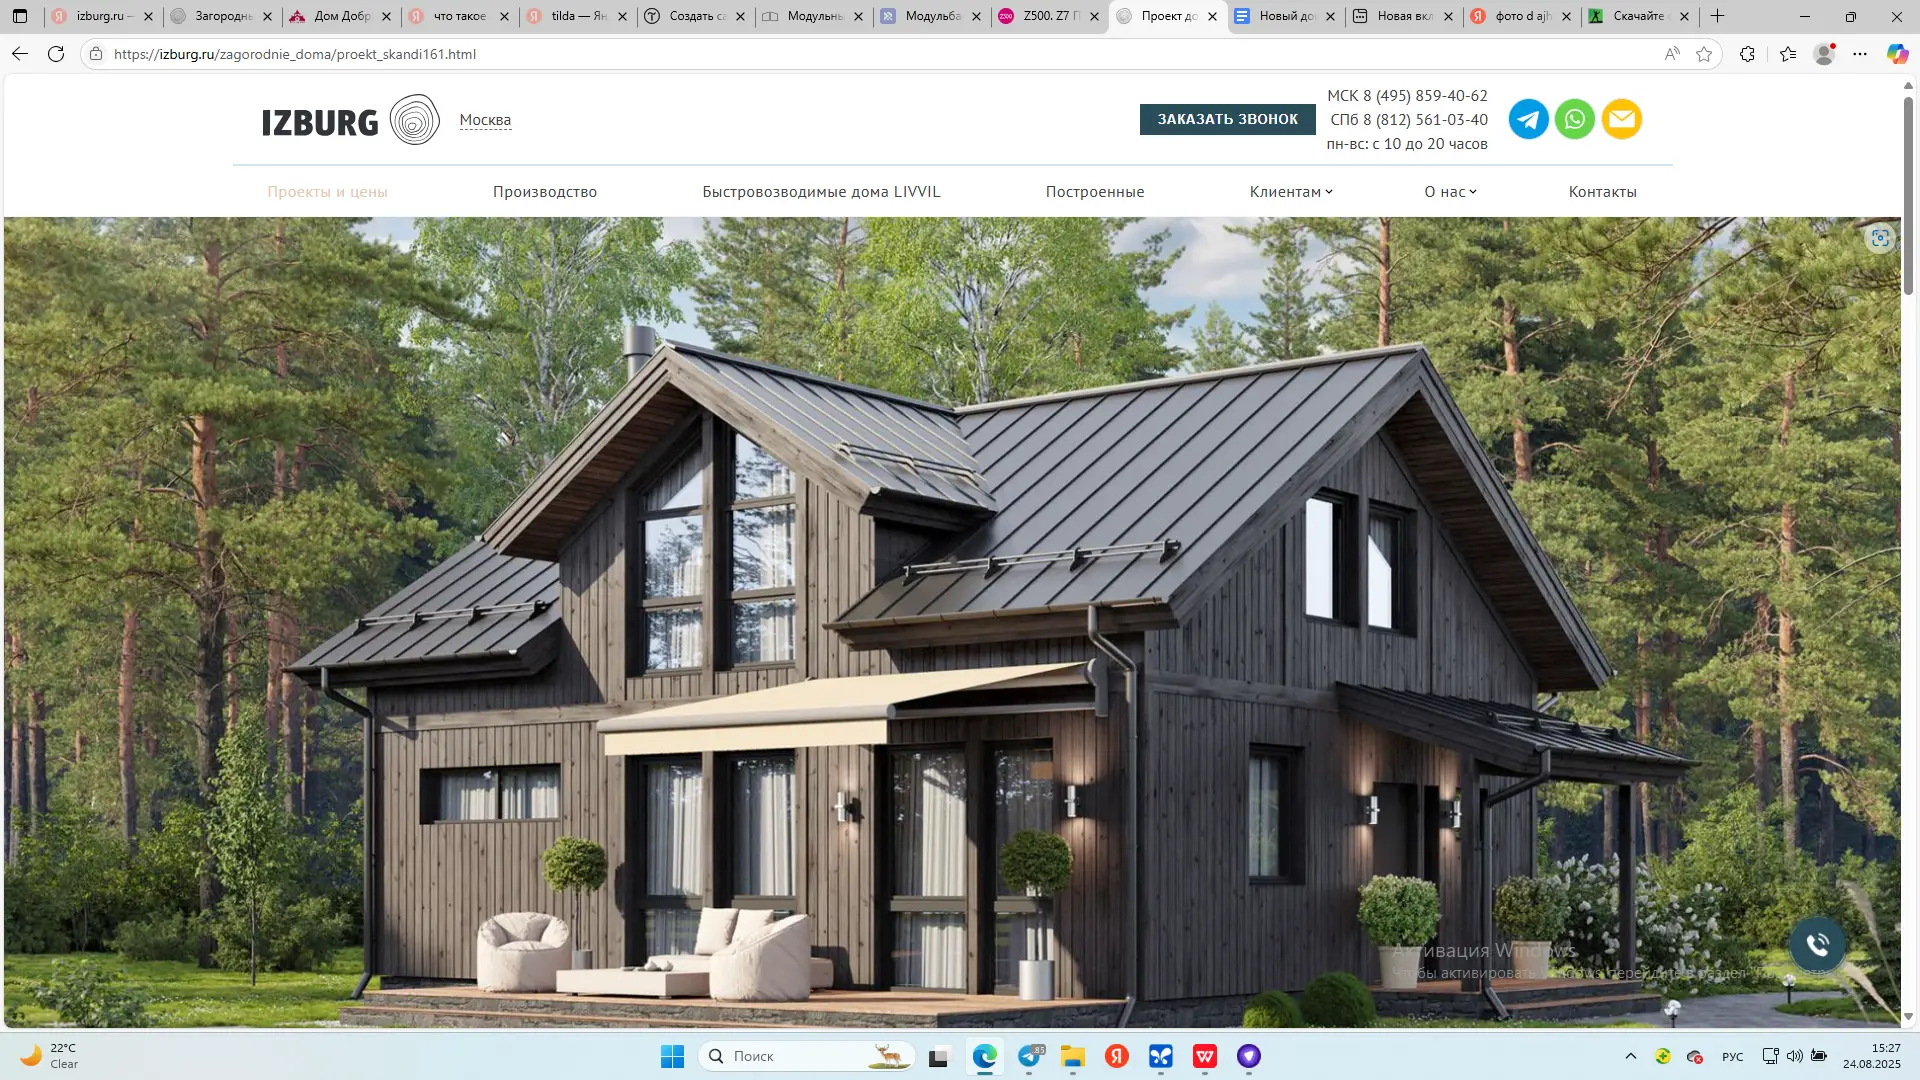 izburg.ru —
Загороднь
Дом Добр
что такое
tilda — Ян
Создать са
Модульны
Модульба
Z500. Z7 П
Проект до
Новый до
Новая вкл
фото d ajh
Скачайте
https://izburg.ru/zagorodnie_doma/proekt_skandi161.html
IZBURG
Москва
ЗАКАЗАТЬ ЗВОНОК
МСК 8 (495) 859-40-62
СПб 8 (812) 561-03-40
пн-вс: с 10 до 20 часов
Проекты и цены
Производство
Быстровозводимые дома LIVVIL
Построенные
Клиентам
О нас
Контакты
Активация Windows
Чтобы активировать Windows, перейдите в раздел
22°C
Clear
Поиск
85
РУС
15:27
24.08.2025